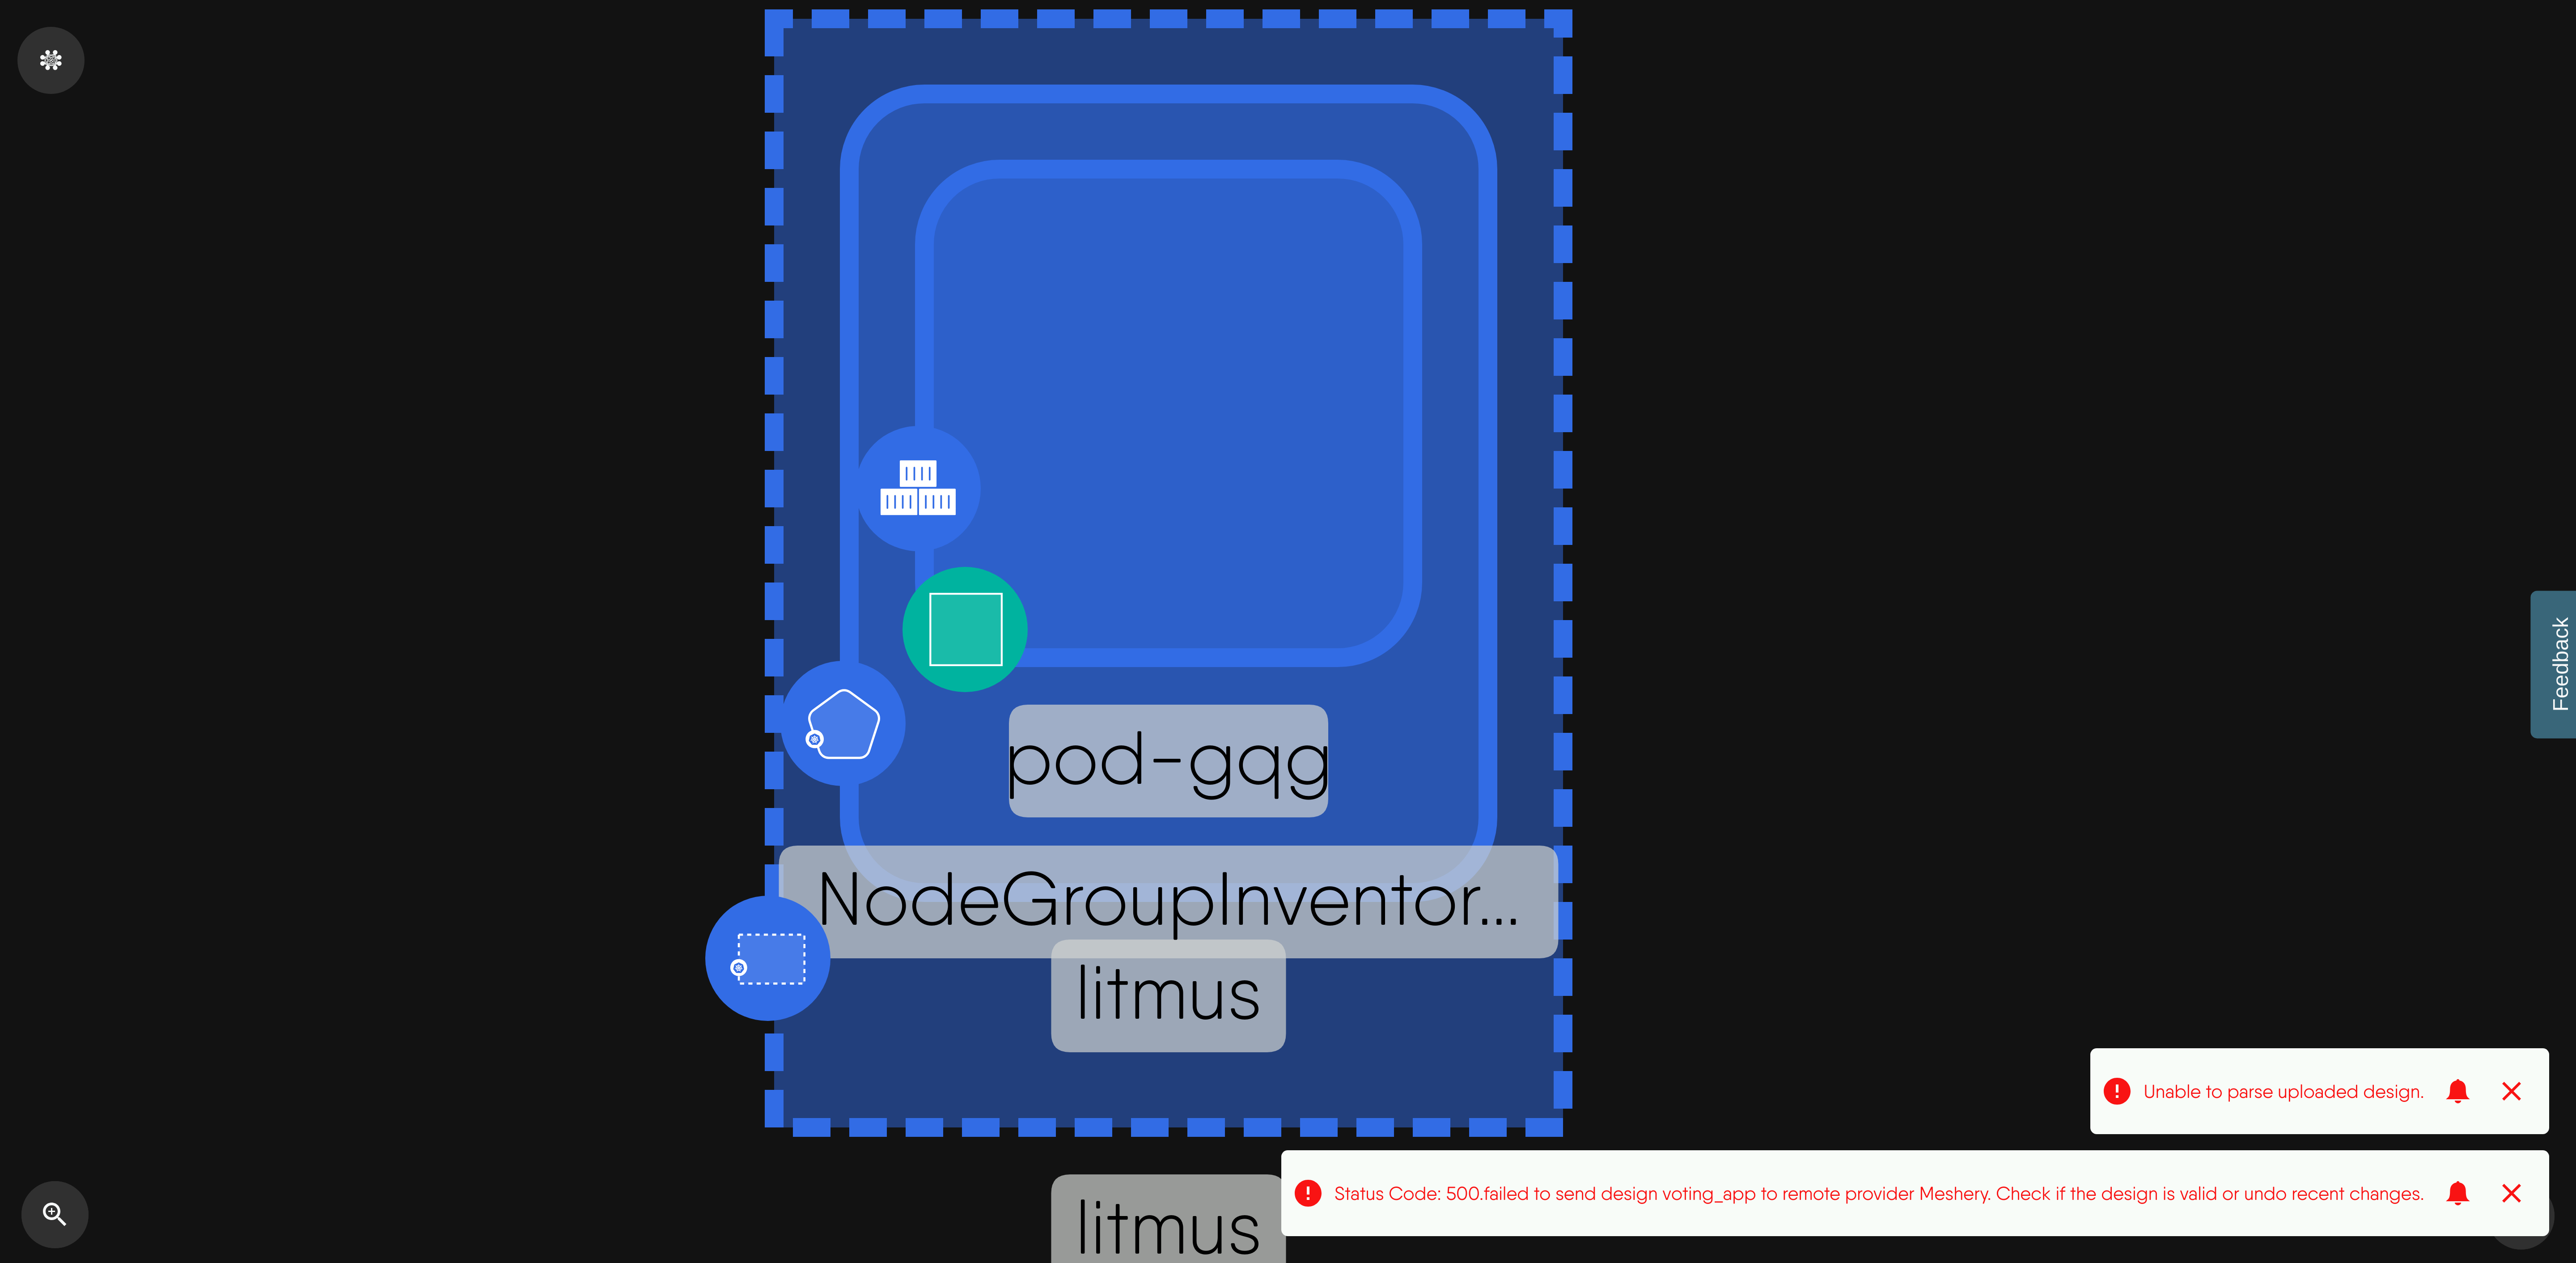 pod-gqg
NodeGroupInventor...
litmus
litmus
Feedback
Unable to parse uploaded design.
Status Code: 500.failed to send design voting_app to remote provider Meshery. Check if the design is valid or undo recent changes.